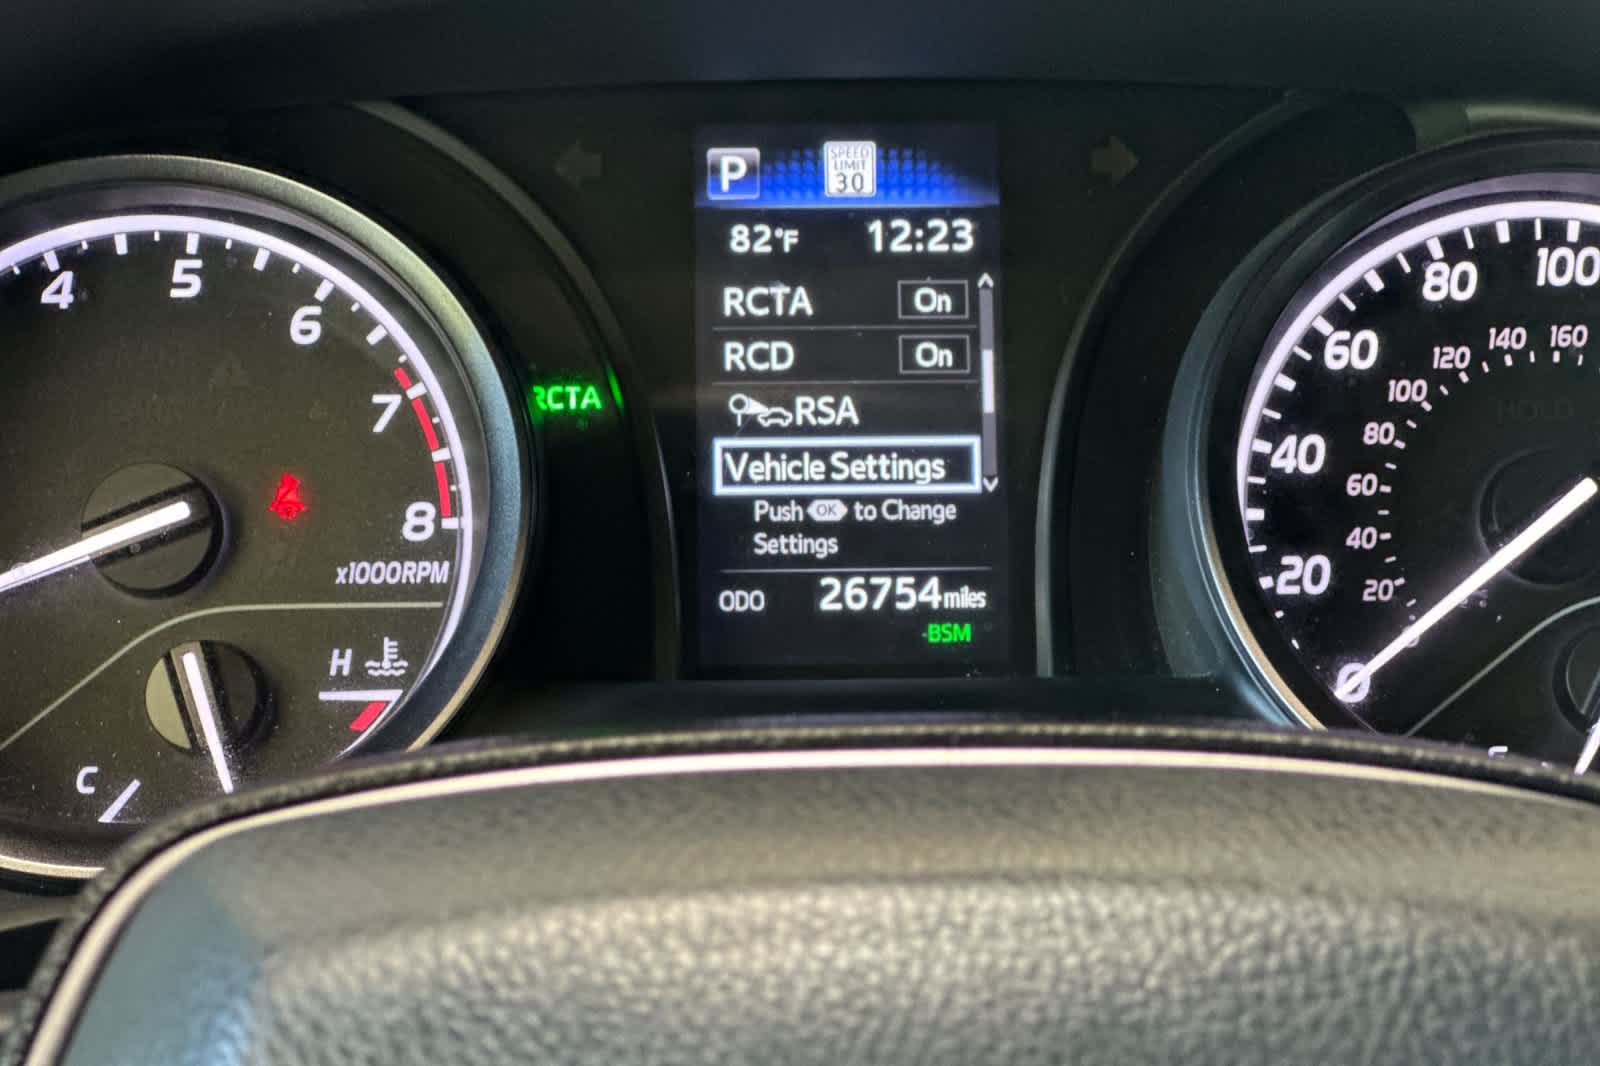 P
SPEED
LIMIT
30
82°F 12:23
RCTA On
RCD On
RSA
Vehicle Settings
Push OK to Change
Settings
ODO 26754 miles
-BSM
RCTA
4
5
6
7
8
x1000RPM
H
C
0
20
40
60
80
100
20
40
60
80
100
120
140
160